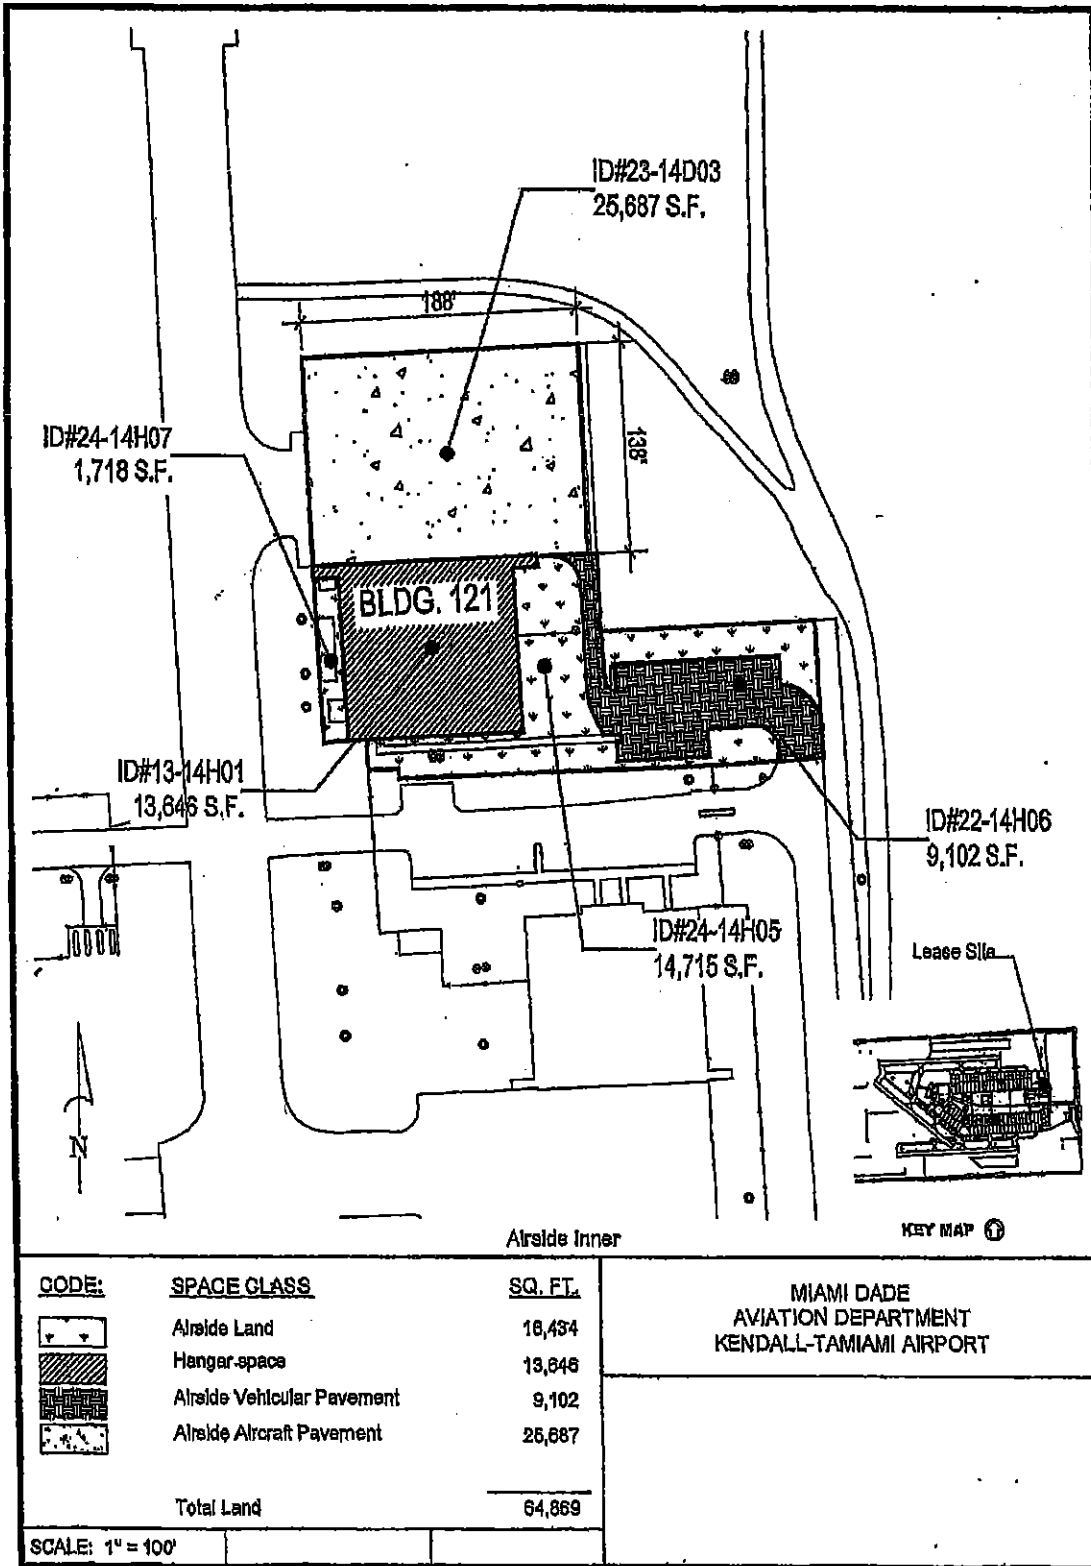 ID#23-14D03
25,687 S.F.
188'
138'
ID#24-14H07
1,718 S.F.
BLDG. 121
ID#13-14H01
13,646 S.F.
ID#22-14H06
9,102 S.F.
ID#24-14H05
14,715 S.F.
Lease Site
N
KEY MAP
Airside Inner
CODE:
SPACE CLASS
SQ. FT.
Airside Land
16,434
Hangar space
13,646
Airside Vehicular Pavement
9,102
Airside Aircraft Pavement
25,687
Total Land
64,869
MIAMI DADE
AVIATION DEPARTMENT
KENDALL-TAMIAMI AIRPORT
SCALE: 1" = 100'